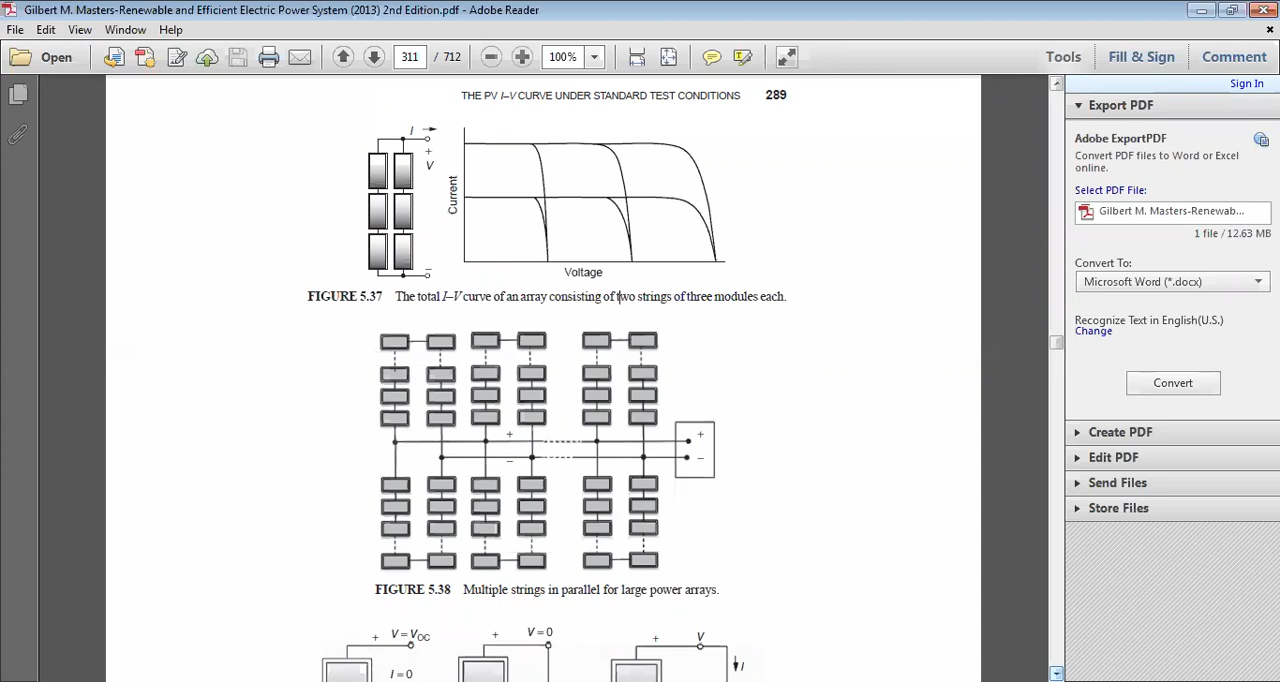 Gilbert M. Masters-Renewable and Efficient Electric Power System (2013) 2nd Edition.pdf - Adobe Reader
File Edit View Window Help
Open 311 / 712 100% Tools Fill & Sign Comment
Sign In
THE PV I–V CURVE UNDER STANDARD TEST CONDITIONS 289
I
+
V
–
Current
Voltage
FIGURE 5.37 The total I–V curve of an array consisting of two strings of three modules each.
+
–
+
–
FIGURE 5.38 Multiple strings in parallel for large power arrays.
+ V = VOC
I = 0
+ V = 0
+ V
I
Export PDF
Adobe ExportPDF
Convert PDF files to Word or Excel
online.
Select PDF File:
Gilbert M. Masters-Renewab...
1 file / 12.63 MB
Convert To:
Microsoft Word (*.docx)
Recognize Text in English(U.S.)
Change
Convert
Create PDF
Edit PDF
Send Files
Store Files